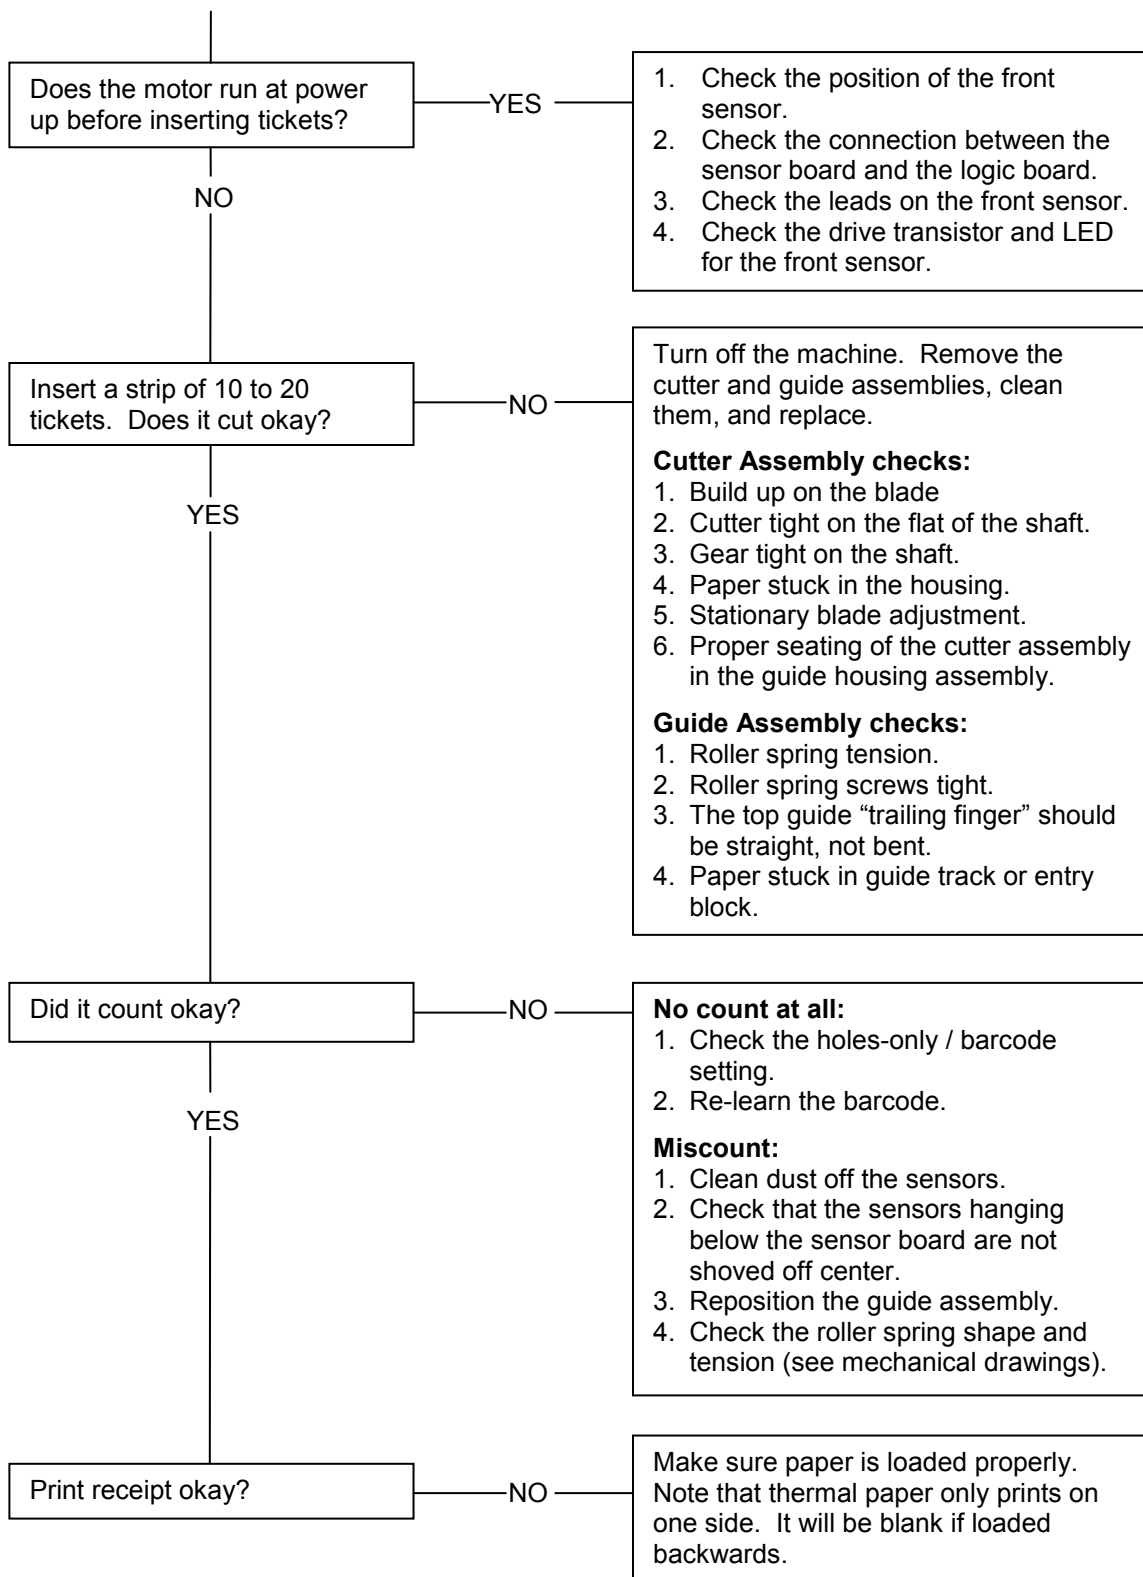 Does the motor run at power
up before inserting tickets?
YES
1. Check the position of the front
sensor.
2. Check the connection between the
sensor board and the logic board.
3. Check the leads on the front sensor.
4. Check the drive transistor and LED
for the front sensor.
NO
Insert a strip of 10 to 20
tickets. Does it cut okay?
NO
Turn off the machine. Remove the
cutter and guide assemblies, clean
them, and replace.
Cutter Assembly checks:
1. Build up on the blade
2. Cutter tight on the flat of the shaft.
3. Gear tight on the shaft.
4. Paper stuck in the housing.
5. Stationary blade adjustment.
6. Proper seating of the cutter assembly
in the guide housing assembly.
Guide Assembly checks:
1. Roller spring tension.
2. Roller spring screws tight.
3. The top guide “trailing finger” should
be straight, not bent.
4. Paper stuck in guide track or entry
block.
YES
Did it count okay?
NO
No count at all:
1. Check the holes-only / barcode
setting.
2. Re-learn the barcode.
Miscount:
1. Clean dust off the sensors.
2. Check that the sensors hanging
below the sensor board are not
shoved off center.
3. Reposition the guide assembly.
4. Check the roller spring shape and
tension (see mechanical drawings).
YES
Print receipt okay?
NO
Make sure paper is loaded properly.
Note that thermal paper only prints on
one side. It will be blank if loaded
backwards.